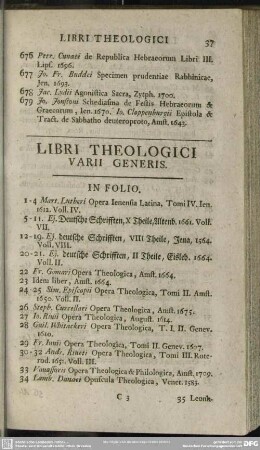 LIBRI THEOLOGICI 37
676 Petr. Cunæi de Republica Hebraeorum Libri III.
Lipſ. 1696.
677 Jo. Fr. Buddei Specimen prudentiae Rabbinicae,
Jen. 1693.
678 Jac. Lydii Agoniſtica Sacra, Zytph. 1700.
679 Jo. Jonſtoni Schediaſma de Feſtis Hebraeorum &
Graecorum, Jen. 1670. Jo. Cloppenburgii Epiſtola &
Tract. de Sabbatho deuteroproto, Amſt. 1643.
LIBRI THEOLOGICI
VARII GENERIS.
IN FOLIO.
1-4 Mart. Lutheri Opera Ienenſia Latina, Tomi IV. Ien.
1612. Voll. IV.
5-11. Ej. Deutſche Schrifften, X Theile, Altenb. 1661. Voll.
VII.
12-19. Ej. deutſche Schrifften, VIII Theile, Jena, 1564.
Voll. VIII.
20-21. Ej. deutſche Schrifften, II Theile, Eisleb. 1664.
Voll. II.
22 Fr. Gomari Opera Theologica, Amſt. 1664.
23 Idem liber, Amſt. 1664.
24-25 Sim. Epiſcopii Opera Theologica, Tomi II. Amſt.
1650. Voll. II.
26 Steph. Curcellaei Opera Theologica, Amſt. 1675.
27 Jo. Brusi Opera Theologica, Auguſt. 1614.
28 Guil. Whitackeri Opera Theologica, T. I. II. Genev.
1610.
29 Fr. Iunii Opera Theologica, Tomi II. Genev. 1607.
30-32 Andr. Riveti Opera Theologica, Tomi III. Rote-
rod. 1651. Voll. III.
33 Voſſii Opera Theologica & Philologica, Amſt. 1709.
34 Lamb. Danaei Opuſcula Theologica, Genev. 1583.
C 3 35 Leonh.